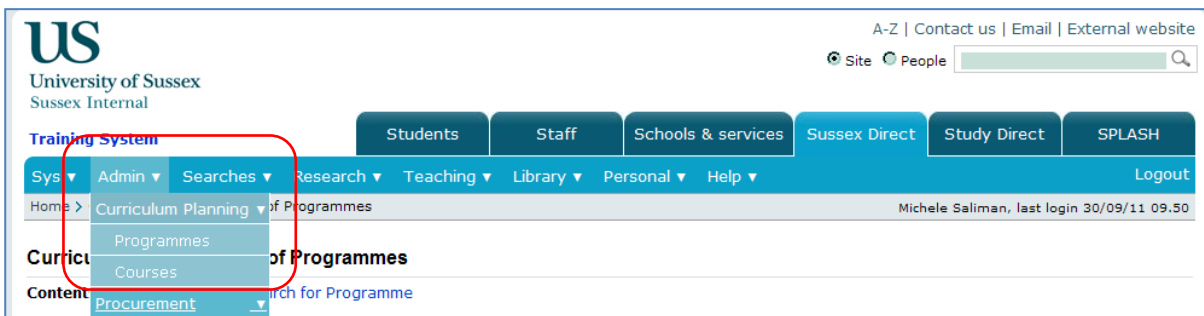 US
A-Z | Contact us | Email | External website
Site People
University of Sussex
Sussex Internal
Training System
Students Staff Schools & services Sussex Direct Study Direct SPLASH
Sys ▾ Admin ▾ Searches ▾ Research ▾ Teaching ▾ Library ▾ Personal ▾ Help ▾ Logout
Home > of Programmes Michele Saliman, last login 30/09/11 09.50
Curriculum Planning ▾
Programmes
of Programmes
Courses
Content for Programme
Procurement ▾